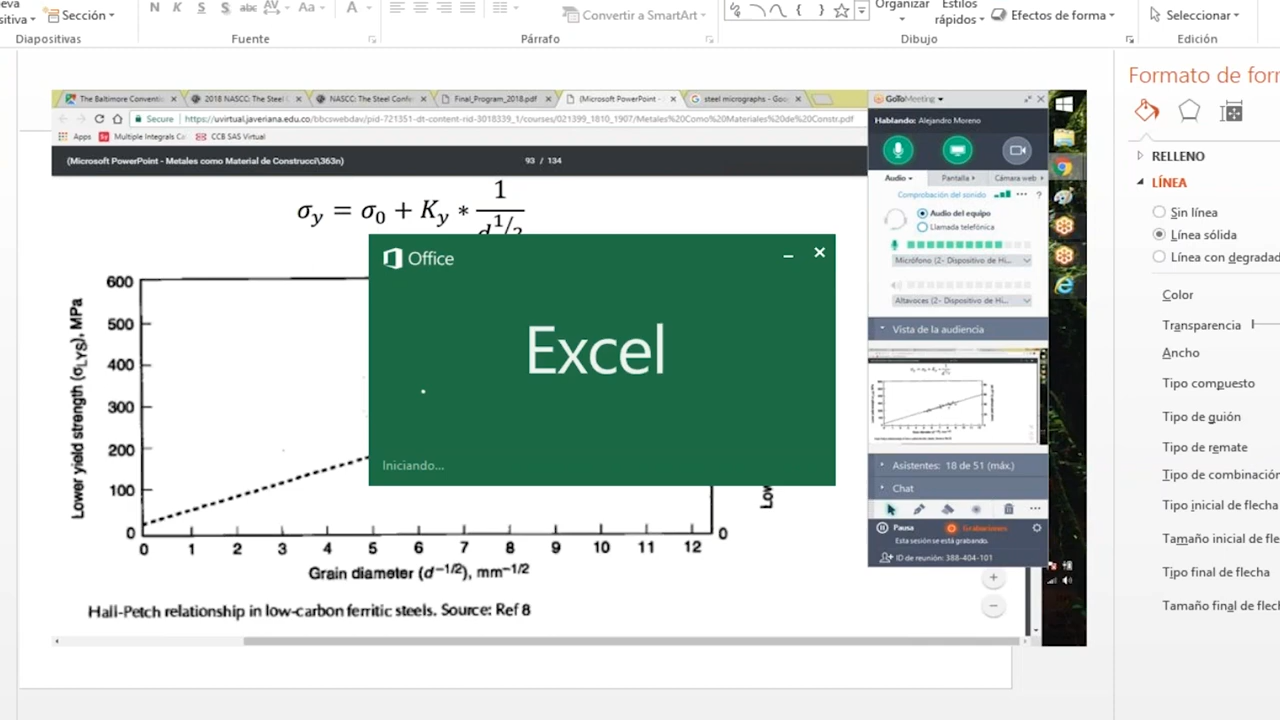 Sección
Diapositivas
N K S S abc AV Aa A
Fuente
Convertir a SmartArt
Párrafo
Organizar
Estilos
rápidos
Efectos de forma
Dibujo
Seleccionar
Edición
The Baltimore Conventi
2018 NASCC: The Steel C
NASCC: The Steel Confe
Final_Program_2018.pdf
(Microsoft PowerPoint -
steel micrographs - Goo
Secure
https://uvirtual.javeriana.edu.co/bbcswebdav/pid-721351-dt-content-rid-3018339_1/courses/021399_1810_1907/Metales%20Como%20Materiales%20de%20Constr.pdf
Apps
Multiple Integrals Ca
CCB SAS Virtual
(Microsoft PowerPoint - Metales como Material de Construcci\363n)
93 / 134
σy = σ0 + Ky * 1
d1/2
Lower yield strength (σLYS), MPa
600
500
400
300
200
100
0
0 1 2 3 4 5 6 7 8 9 10 11 12
0
Grain diameter (d−1/2), mm−1/2
Hall-Petch relationship in low-carbon ferritic steels. Source: Ref 8
Office
Excel
Iniciando...
GoToMeeting
Hablando: Alejandro Moreno
Audio
Pantalla
Cámara web
Comprobación del sonido
?
Audio del equipo
Llamada telefónica
Micrófono (2- Dispositivo de Hi...
Altavoces (2- Dispositivo de Hi...
Vista de la audiencia
Asistentes: 18 de 51 (máx.)
Chat
Pausa
Grabaciones
Esta sesión se está grabando.
ID de reunión: 388-404-101
Formato de for
RELLENO
LÍNEA
Sin línea
Línea sólida
Línea con degradad
Color
Transparencia
Ancho
Tipo compuesto
Tipo de guión
Tipo de remate
Tipo de combinación
Tipo inicial de flecha
Tamaño inicial de fle
Tipo final de flecha
Tamaño final de flech